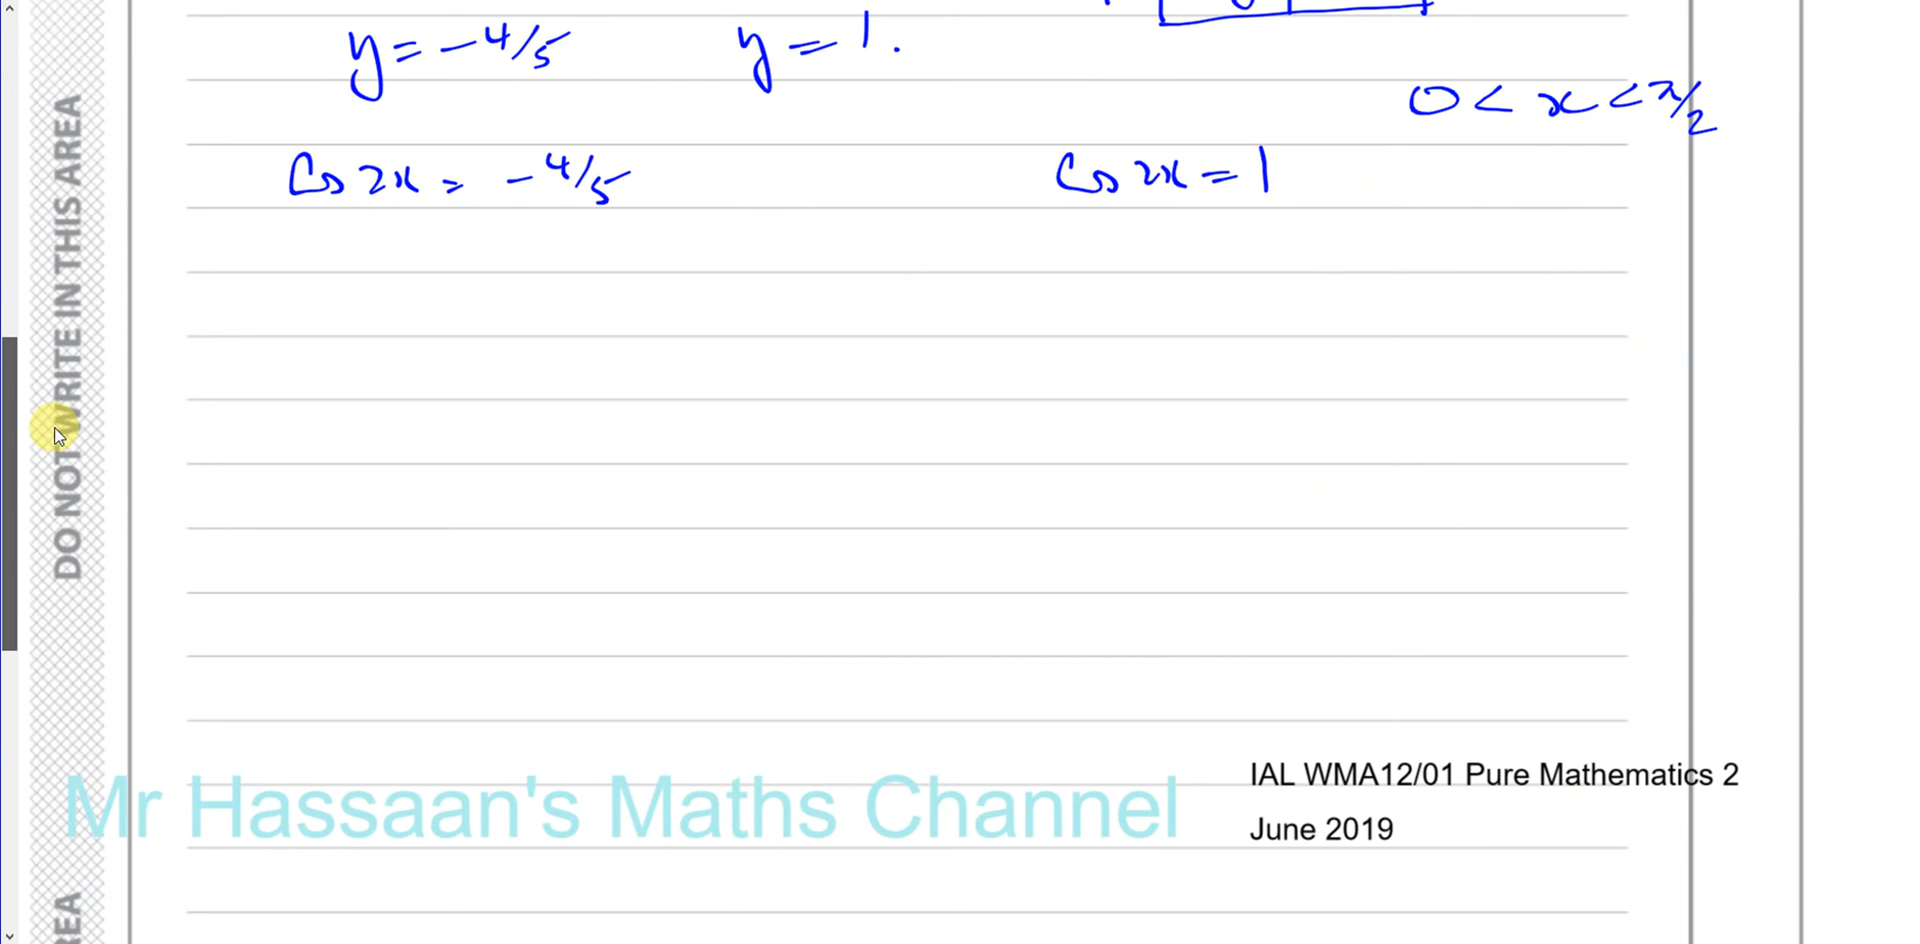 y = -4/5 y = 1.
0 < x < π/2
Cos 2x = -4/5 Cos 2x = 1
DO NOT WRITE IN THIS AREA
Mr Hassaan's Maths Channel
IAL WMA12/01 Pure Mathematics 2
June 2019
REA